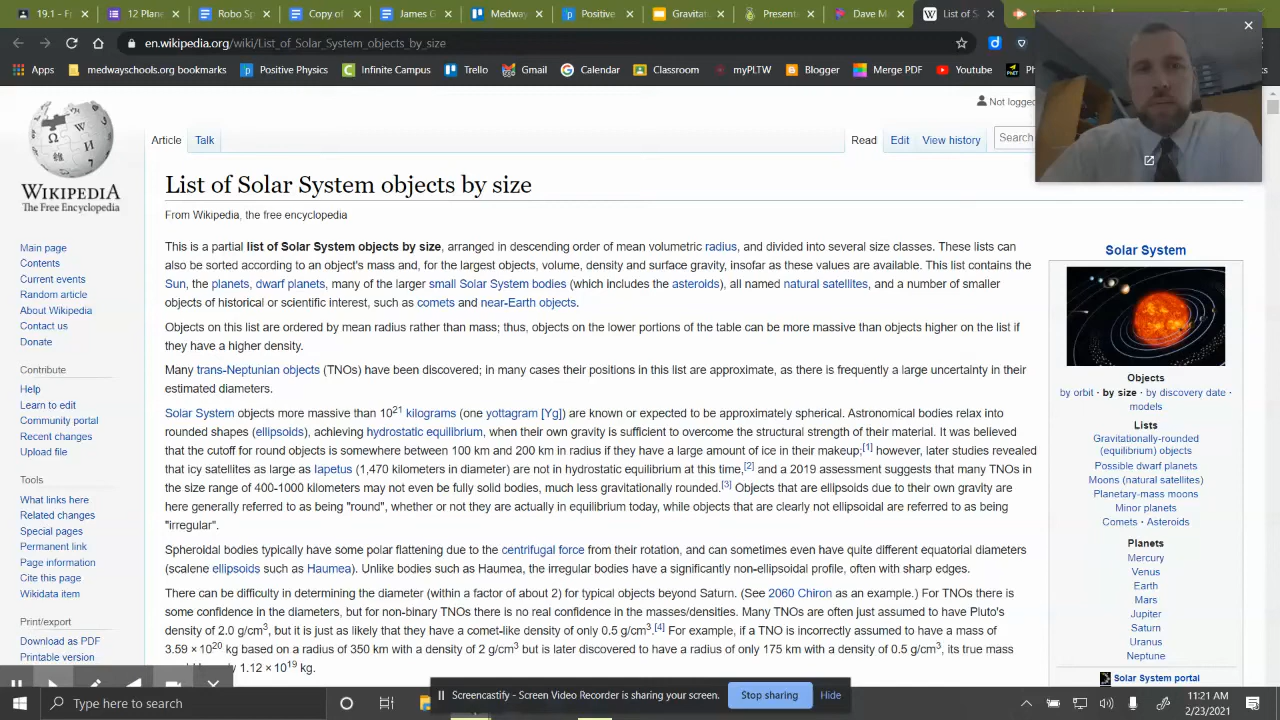 19.1 - F
12 Plane
Copy of
James C
Medway
Positive
Gravitat
Present
Dave M
List of S
en.wikipedia.org/wiki/List_of_Solar_System_objects_by_size
Apps medwayschools.org bookmarks Positive Physics Infinite Campus Trello Gmail Calendar Classroom myPLTW Blogger Merge PDF Youtube Ph
Not logged
Article Talk Read Edit View history Search
WIKIPEDIA
The Free Encyclopedia
Main page
Contents
Current events
Random article
About Wikipedia
Contact us
Donate
Contribute
Help
Learn to edit
Community portal
Recent changes
Upload file
Tools
What links here
Related changes
Special pages
Permanent link
Page information
Cite this page
Wikidata item
Print/export
Download as PDF
Printable version
List of Solar System objects by size
From Wikipedia, the free encyclopedia
This is a partial list of Solar System objects by size, arranged in descending order of mean volumetric radius, and divided into several size classes. These lists can
also be sorted according to an object's mass and, for the largest objects, volume, density and surface gravity, insofar as these values are available. This list contains the
Sun, the planets, dwarf planets, many of the larger small Solar System bodies (which includes the asteroids), all named natural satellites, and a number of smaller
objects of historical or scientific interest, such as comets and near-Earth objects.
Objects on this list are ordered by mean radius rather than mass; thus, objects on the lower portions of the table can be more massive than objects higher on the list if
they have a higher density.
Many trans-Neptunian objects (TNOs) have been discovered; in many cases their positions in this list are approximate, as there is frequently a large uncertainty in their
estimated diameters.
Solar System objects more massive than 10²¹ kilograms (one yottagram [Yg]) are known or expected to be approximately spherical. Astronomical bodies relax into
rounded shapes (ellipsoids), achieving hydrostatic equilibrium, when their own gravity is sufficient to overcome the structural strength of their material. It was believed
that the cutoff for round objects is somewhere between 100 km and 200 km in radius if they have a large amount of ice in their makeup;[1] however, later studies revealed
that icy satellites as large as Iapetus (1,470 kilometers in diameter) are not in hydrostatic equilibrium at this time,[2] and a 2019 assessment suggests that many TNOs in
the size range of 400-1000 kilometers may not even be fully solid bodies, much less gravitationally rounded.[3] Objects that are ellipsoids due to their own gravity are
here generally referred to as being "round", whether or not they are actually in equilibrium today, while objects that are clearly not ellipsoidal are referred to as being
"irregular".
Spheroidal bodies typically have some polar flattening due to the centrifugal force from their rotation, and can sometimes even have quite different equatorial diameters
(scalene ellipsoids such as Haumea). Unlike bodies such as Haumea, the irregular bodies have a significantly non-ellipsoidal profile, often with sharp edges.
There can be difficulty in determining the diameter (within a factor of about 2) for typical objects beyond Saturn. (See 2060 Chiron as an example.) For TNOs there is
some confidence in the diameters, but for non-binary TNOs there is no real confidence in the masses/densities. Many TNOs are often just assumed to have Pluto's
density of 2.0 g/cm³, but it is just as likely that they have a comet-like density of only 0.5 g/cm³.[4] For example, if a TNO is incorrectly assumed to have a mass of
3.59 × 10²⁰ kg based on a radius of 350 km with a density of 2 g/cm³ but is later discovered to have a radius of only 175 km with a density of 0.5 g/cm³, its true mass
y 1.12 × 10¹⁹ kg.
Solar System
Objects
by orbit · by size · by discovery date ·
models
Lists
Gravitationally-rounded
(equilibrium) objects
Possible dwarf planets
Moons (natural satellites)
Planetary-mass moons
Minor planets
Comets · Asteroids
Planets
Mercury
Venus
Earth
Mars
Jupiter
Saturn
Uranus
Neptune
Solar System portal
Screencastify - Screen Video Recorder is sharing your screen. Stop sharing Hide
Type here to search
11:21 AM
2/23/2021